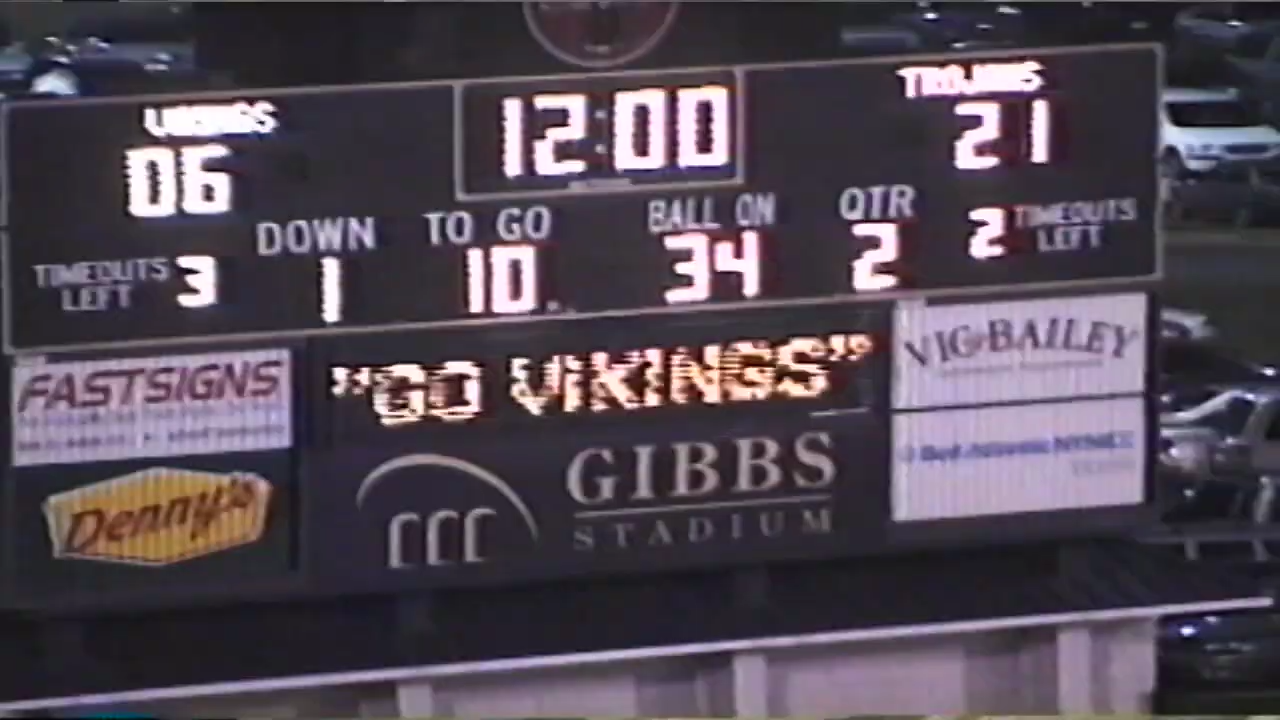 VIKINGS
12:00
TROJANS
06
21
DOWN
TO GO
BALL ON
QTR
TIMEOUTS LEFT
3
1
10
34
2
2
TIMEOUTS LEFT
FASTSIGNS
"GO VIKINGS"
VIC BAILEY
Denny's
GIBBS
STADIUM